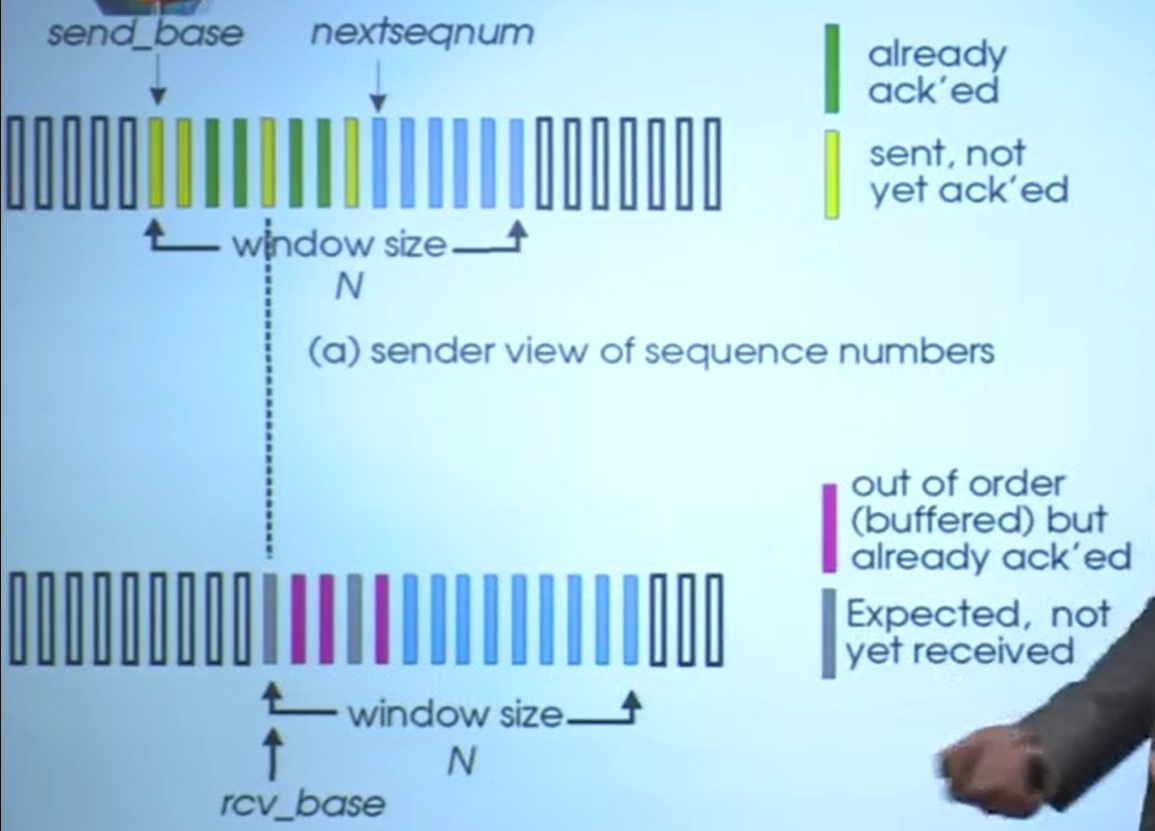 send_base nextseqnum
already
ack'ed
sent, not
yet ack'ed
window size
N
(a) sender view of sequence numbers
out of order
(buffered) but
already ack'ed
Expected, not
yet received
window size
N
rcv_base